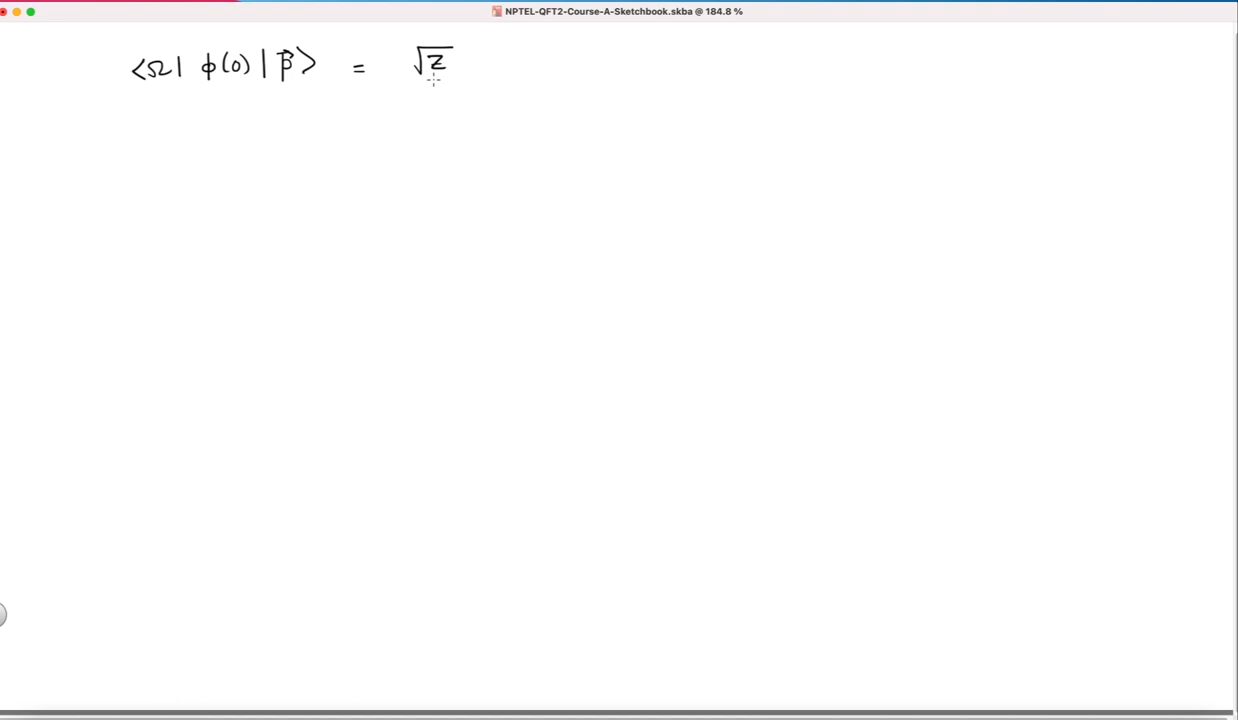 NPTEL-QFT2-Course-A-Sketchbook.skba @ 184.8 %
<Ω| φ(0) | p⃗ > = √Z